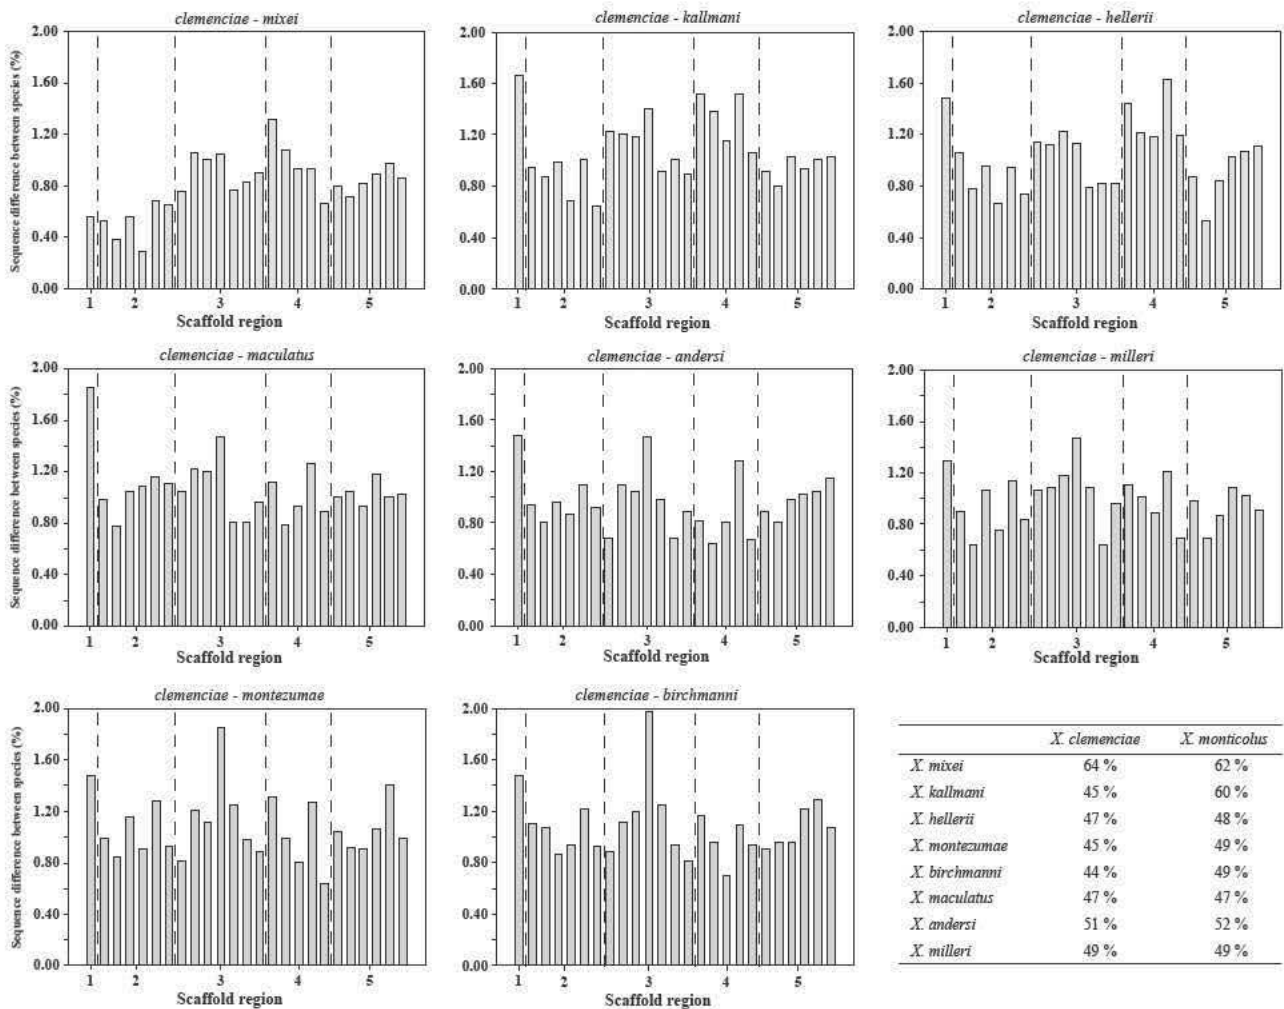 clemenciae - mixei
Sequence difference between species (%)
2.00
1.60
1.20
0.80
0.40
0.00
1 2 3 4 5
Scaffold region
clemenciae - kallmani
2.00
1.60
1.20
0.80
0.40
0.00
1 2 3 4 5
Scaffold region
clemenciae - hellerii
2.00
1.60
1.20
0.80
0.40
0.00
1 2 3 4 5
Scaffold region
clemenciae - maculatus
Sequence difference between species (%)
2.00
1.60
1.20
0.80
0.40
0.00
1 2 3 4 5
Scaffold region
clemenciae - andersi
2.00
1.60
1.20
0.80
0.40
0.00
1 2 3 4 5
Scaffold region
clemenciae - milleri
2.00
1.60
1.20
0.80
0.40
0.00
1 2 3 4 5
Scaffold region
clemenciae - montezumae
Sequence difference between species (%)
2.00
1.60
1.20
0.80
0.40
0.00
1 2 3 4 5
Scaffold region
clemenciae - birchmanni
2.00
1.60
1.20
0.80
0.40
0.00
1 2 3 4 5
Scaffold region
X. clemenciae X. monticolus
X. mixei 64 % 62 %
X. kallmani 45 % 60 %
X. hellerii 47 % 48 %
X. montezumae 45 % 49 %
X. birchmanni 44 % 49 %
X. maculatus 47 % 47 %
X. andersi 51 % 52 %
X. milleri 49 % 49 %